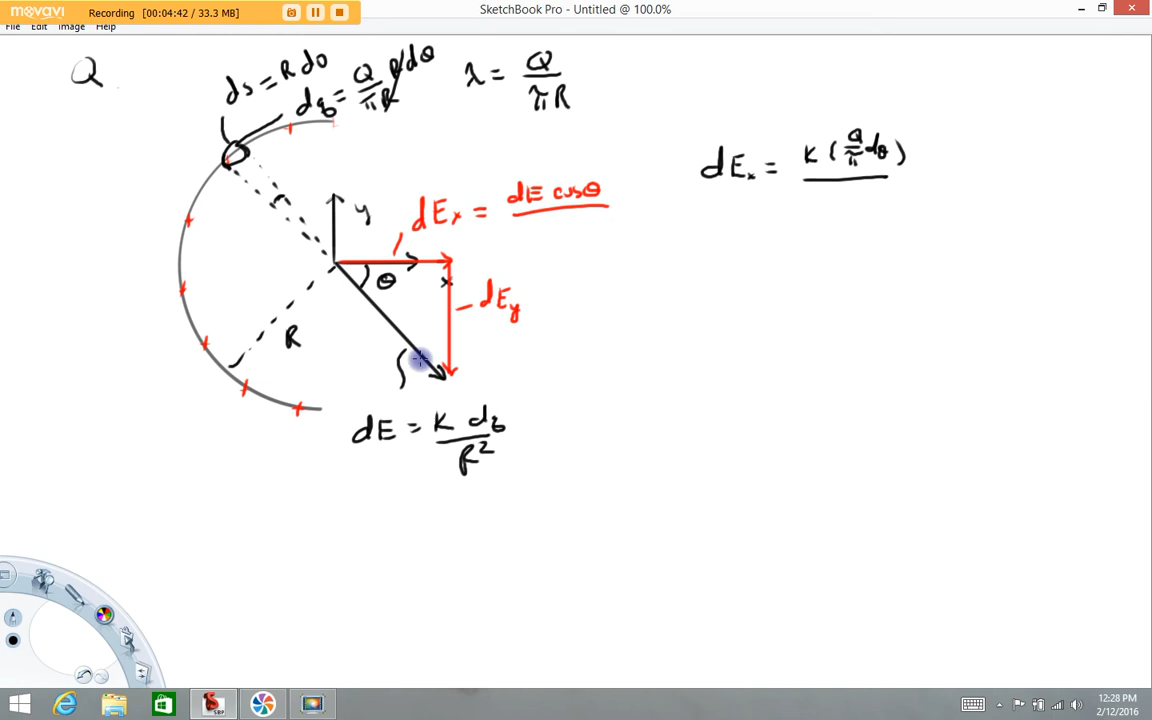 movavi
Recording | 00:04:42 / 33.3 MB
SketchBook Pro - Untitled @ 100.0%
File Edit Image Help
Q
ds = R dθ
dq = Q/πR R dθ
λ = Q/πR
dEx = K(Q/π dθ)
y
dEx = dE cosθ
θ
x
dEy
R
dE = K dq/R²
SBP
12:28 PM
2/12/2016